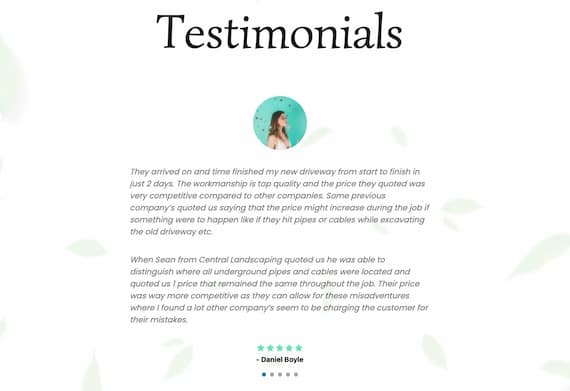 Testimonials
They arrived on and time finished my new driveway from start to finish in
just 2 days. The workmanship is top quality and the price they quoted was
very competitive compared to other companies. Some previous
company's quoted us saying that the price might increase during the job if
something were to happen like if they hit pipes or cables while excavating
the old driveway etc.
When Sean from Central Landscaping quoted us he was able to
distinguish where all underground pipes and cables were located and
quoted us 1 price that remained the same throughout the job. Their price
was way more competitive as they can allow for these misadventures
where I found a lot other company's seem to be charging the customer for
their mistakes.
- Daniel Boyle